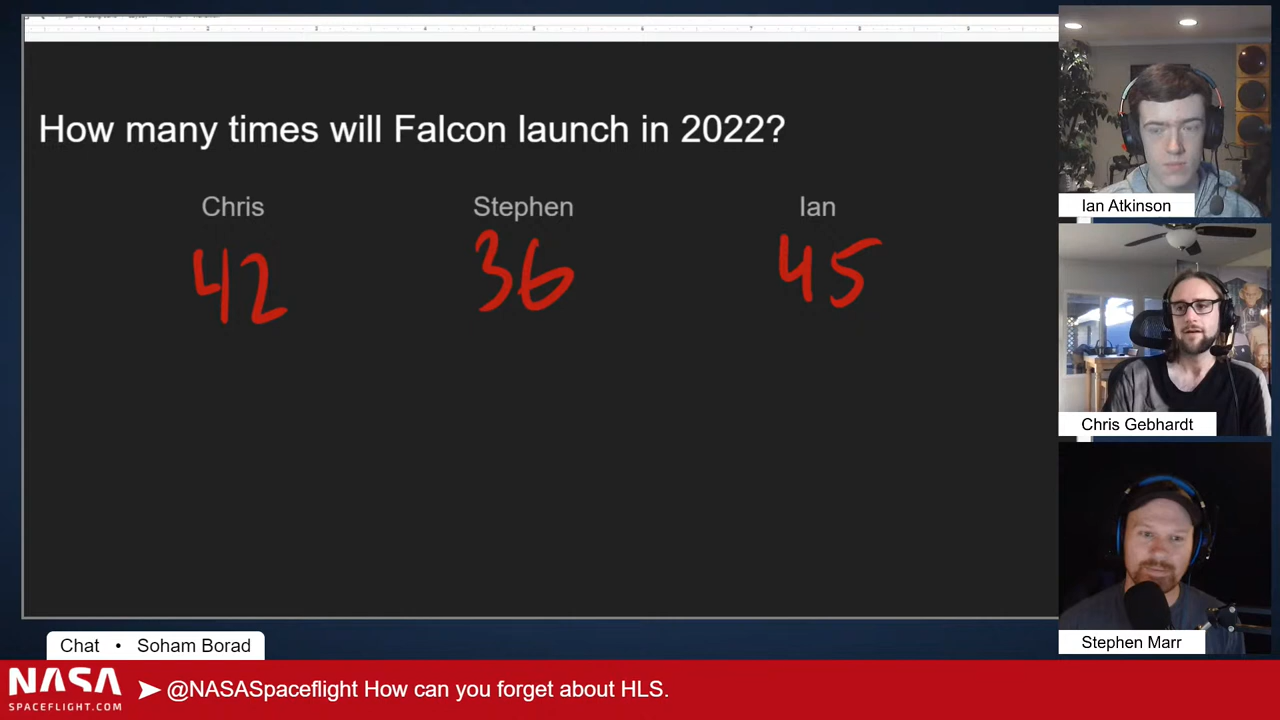 How many times will Falcon launch in 2022?
Chris Stephen Ian
42 36 45
Ian Atkinson
Chris Gebhardt
Stephen Marr
Chat • Soham Borad
NASA
SPACEFLIGHT.COM
@NASASpaceflight How can you forget about HLS.